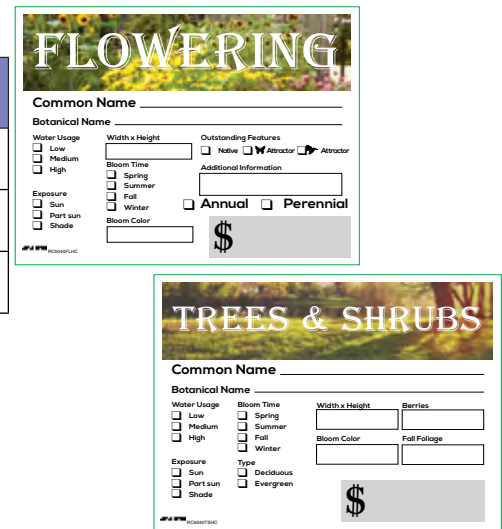 FLOWERING
Common Name
Botanical Name
Water Usage
Low
Medium
High
Exposure
Sun
Part sun
Shade
Width x Height
Bloom Time
Spring
Summer
Fall
Winter
Bloom Color
Outstanding Features
Native Attractor Attractor
Additional Information
Annual Perennial
$
RC5040FLHC
TREES & SHRUBS
Common Name
Botanical Name
Water Usage
Low
Medium
High
Exposure
Sun
Part sun
Shade
Bloom Time
Spring
Summer
Fall
Winter
Type
Deciduous
Evergreen
Width x Height
Berries
Bloom Color
Fall Foliage
$
RC5040TSHC